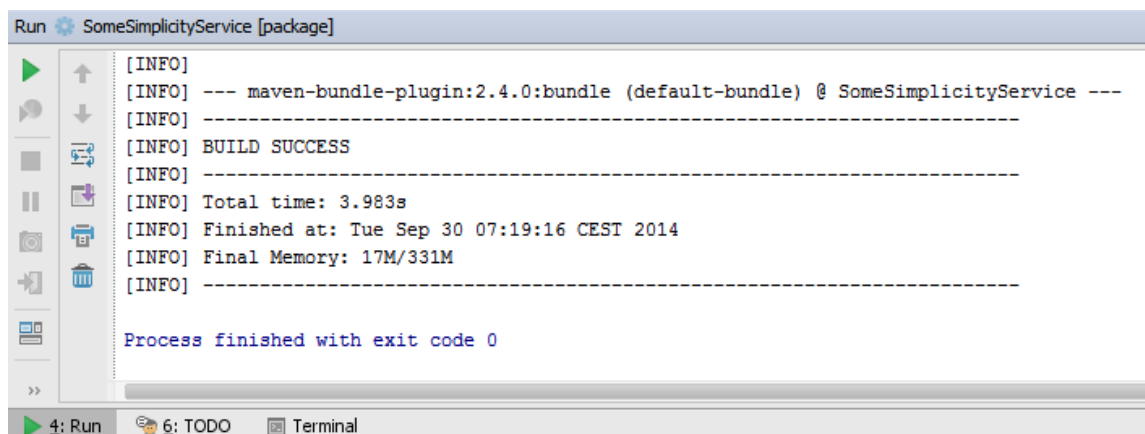 Run SomeSimplicityService [package]
[INFO]
[INFO] --- maven-bundle-plugin:2.4.0:bundle (default-bundle) @ SomeSimplicityService ---
[INFO] ------------------------------------------------------------------------
[INFO] BUILD SUCCESS
[INFO] ------------------------------------------------------------------------
[INFO] Total time: 3.983s
[INFO] Finished at: Tue Sep 30 07:19:16 CEST 2014
[INFO] Final Memory: 17M/331M
[INFO] ------------------------------------------------------------------------
Process finished with exit code 0
4: Run 6: TODO Terminal